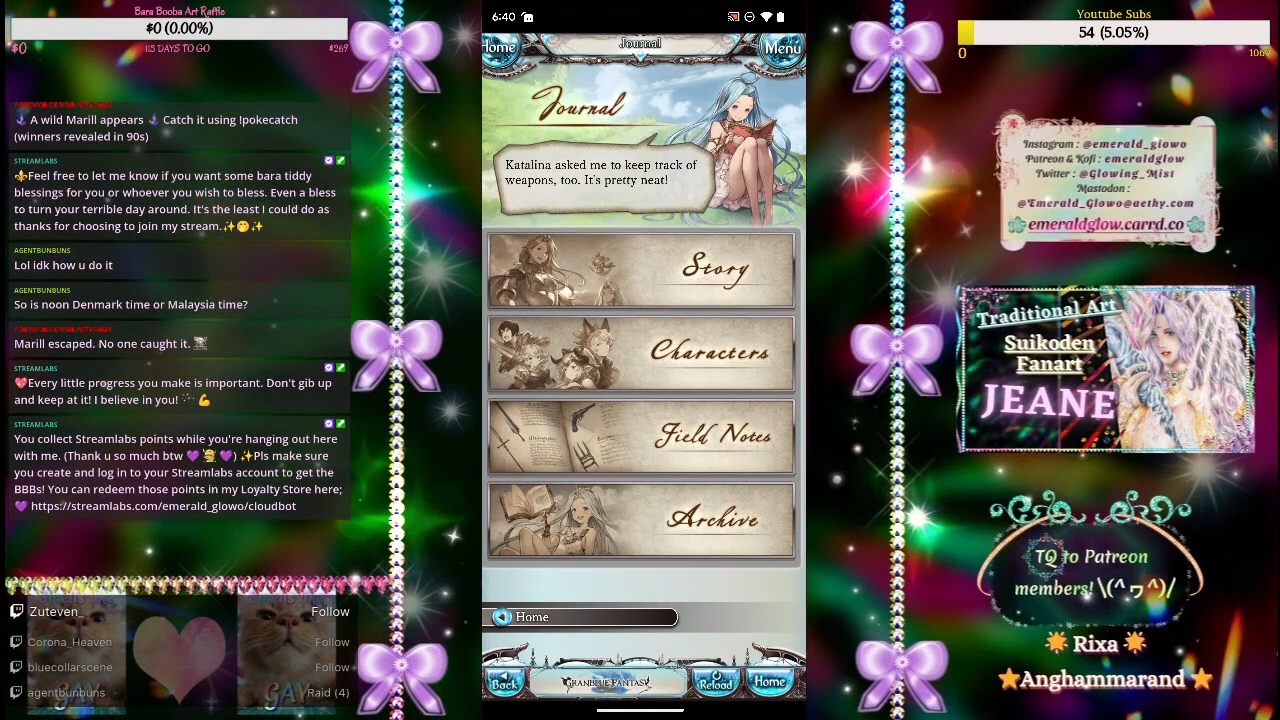 Bara Booba Art Raffle
$0 (0.00%)
$0
118 DAYS TO GO
$269
POKEMONCOMMUNITYGAME
A wild Marill appears Catch it using !pokecatch
(winners revealed in 90s)
STREAMLABS
⚜Feel free to let me know if you want some bara tiddy
blessings for you or whoever you wish to bless. Even a bless
to turn your terrible day around. It's the least I could do as
thanks for choosing to join my stream.✨🤭✨
AGENTBUNBUNS
Lol idk how u do it
AGENTBUNBUNS
So is noon Denmark time or Malaysia time?
POKEMONCOMMUNITYGAME
Marill escaped. No one caught it.
STREAMLABS
💖Every little progress you make is important. Don't gib up
and keep at it! I believe in you! ✨💪
STREAMLABS
You collect Streamlabs points while you're hanging out here
with me. (Thank u so much btw 💜 💜) ✨Pls make sure
you create and log in to your Streamlabs account to get the
BBBs! You can redeem those points in my Loyalty Store here;
💜 https://streamlabs.com/emerald_glowo/cloudbot
Zuteven_
Follow
Corona_Heaven
Follow
bluecollarscene
Follow
agentbunbuns
Raid (4)
GAY
GAY
6:40
Home
Journal
Menu
Journal
Katalina asked me to keep track of
weapons, too. It's pretty neat!
Story
Characters
Field Notes
Archive
Home
Back
GRANBLUE FANTASY
Reload
Home
Youtube Subs
54 (5.05%)
0
1069
Instagram : @emerald_giowo
Patreon & Kofi : emeraldglow
Twitter : @Glowing_Mist
Mastodon :
@Emerald_Glowo@aethy.com
emeraldglow.carrd.co
Traditional Art
Suikoden
Fanart
JEANE
TQ to Patreon
members! \(^ヮ^)/
Rixa
Anghammarand